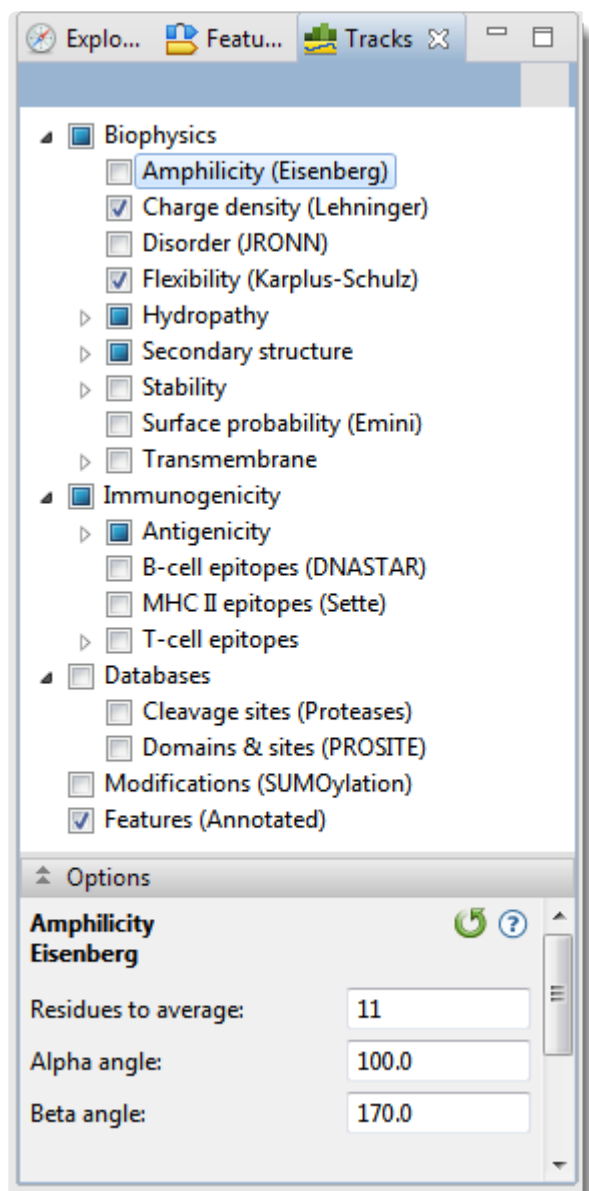 Explo... Featu... Tracks
Biophysics
Amphilicity (Eisenberg)
Charge density (Lehninger)
Disorder (JRONN)
Flexibility (Karplus-Schulz)
Hydropathy
Secondary structure
Stability
Surface probability (Emini)
Transmembrane
Immunogenicity
Antigenicity
B-cell epitopes (DNASTAR)
MHC II epitopes (Sette)
T-cell epitopes
Databases
Cleavage sites (Proteases)
Domains & sites (PROSITE)
Modifications (SUMOylation)
Features (Annotated)
Options
Amphilicity
Eisenberg
Residues to average: 11
Alpha angle: 100.0
Beta angle: 170.0